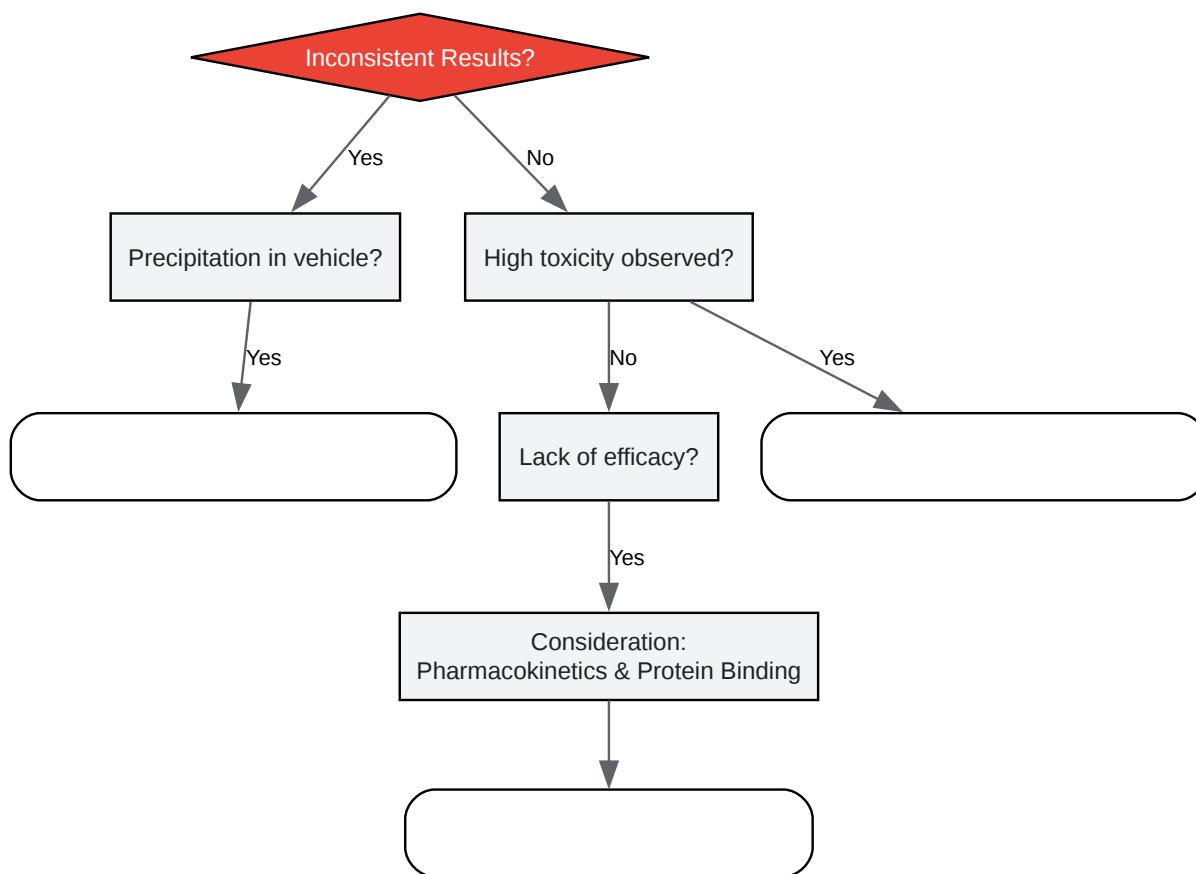 Inconsistent Results?
Yes
No
Precipitation in vehicle?
High toxicity observed?
Yes
No
Yes
Lack of efficacy?
Yes
Consideration:
Pharmacokinetics & Protein Binding